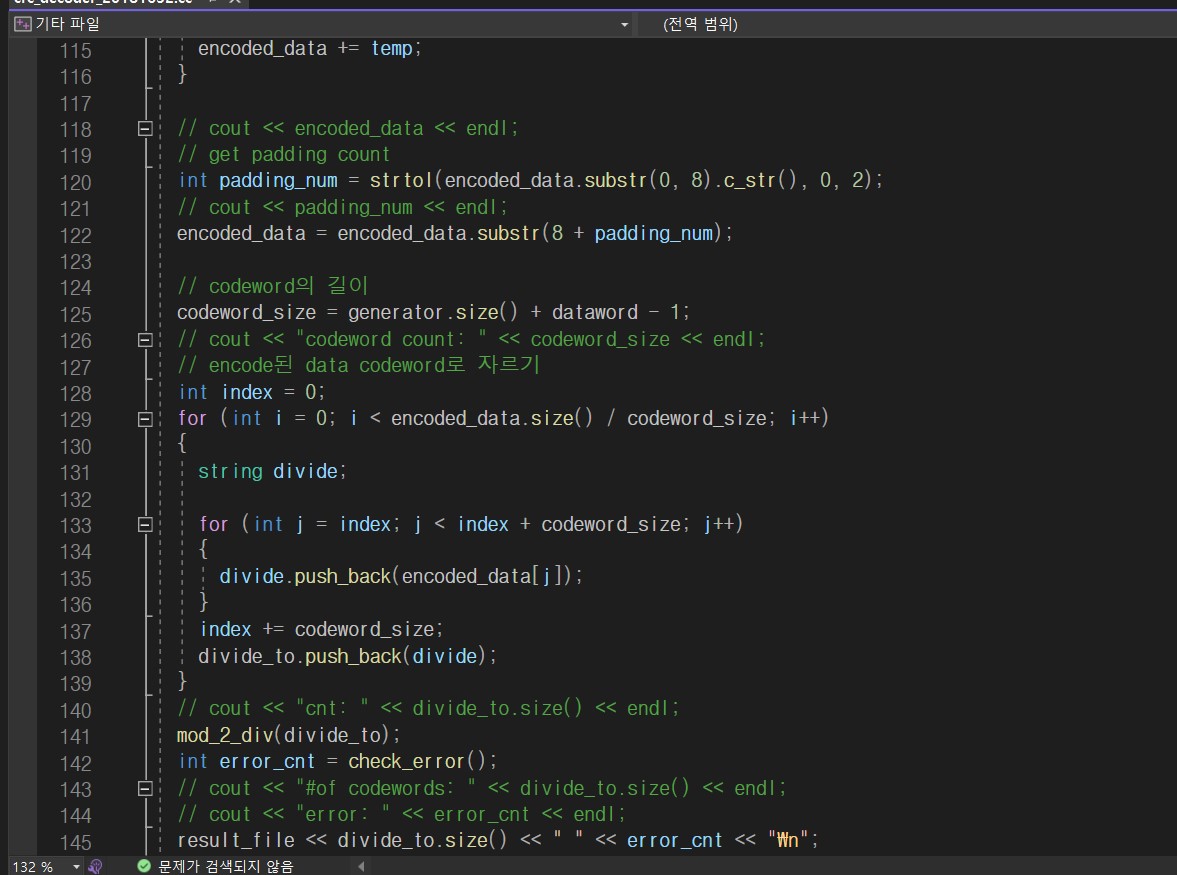 기타 파일
(전역 범위)
115 encoded_data += temp;
116 }
117
118 // cout << encoded_data << endl;
119 // get padding count
120 int padding_num = strtol(encoded_data.substr(0, 8).c_str(), 0, 2);
121 // cout << padding_num << endl;
122 encoded_data = encoded_data.substr(8 + padding_num);
123
124 // codeword의 길이
125 codeword_size = generator.size() + dataword - 1;
126 // cout << "codeword count: " << codeword_size << endl;
127 // encode된 data codeword로 자르기
128 int index = 0;
129 for (int i = 0; i < encoded_data.size() / codeword_size; i++)
130 {
131 string divide;
132
133 for (int j = index; j < index + codeword_size; j++)
134 {
135 divide.push_back(encoded_data[j]);
136 }
137 index += codeword_size;
138 divide_to.push_back(divide);
139 }
140 // cout << "cnt: " << divide_to.size() << endl;
141 mod_2_div(divide_to);
142 int error_cnt = check_error();
143 // cout << "#of codewords: " << divide_to.size() << endl;
144 // cout << "error: " << error_cnt << endl;
145 result_file << divide_to.size() << " " << error_cnt << "₩n";
132 %
문제가 검색되지 않음